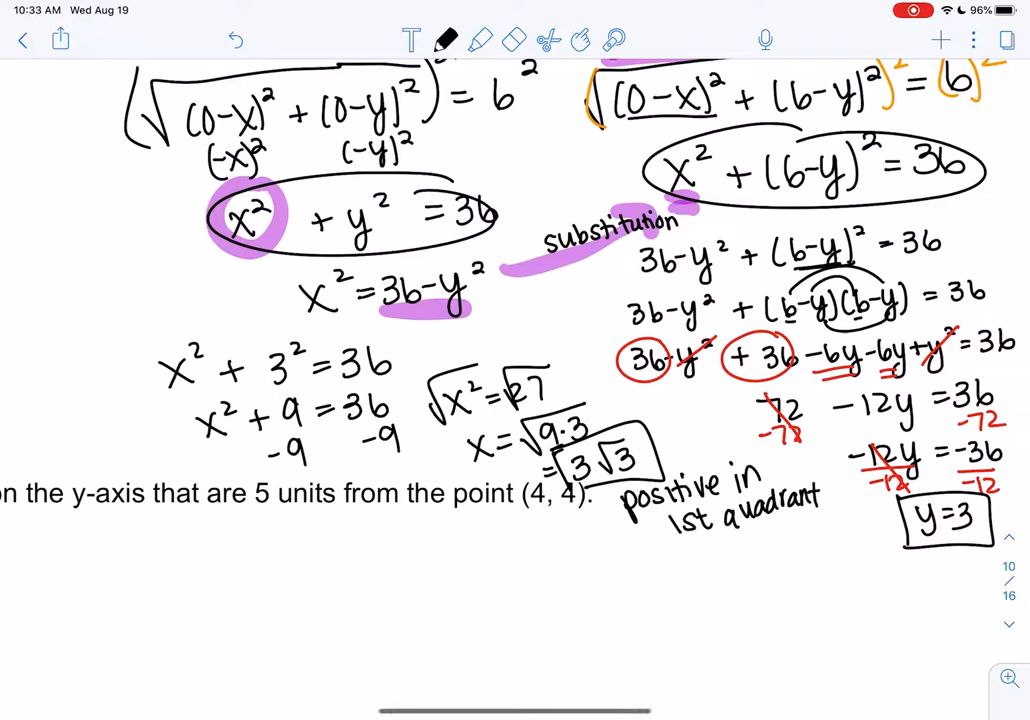 10:33 AM Wed Aug 19
96%
√(0-x)² + (0-y)² = 6²
(-x)² (-y)²
x² + y² = 36
x² = 36-y²
substitution
x² + 3² = 36
x² + 9 = 36
-9 -9
√x² = √27
x = √9·3
= 3√3
positive in
1st quadrant
(√(0-x)² + (6-y)²)² = (6)²
x² + (6-y)² = 36
36-y² + (6-y)² = 36
36-y² + (6-y)(6-y) = 36
36-y² + 36 -6y-6y+y² = 36
72 -12y = 36
-72 -72
-12y = -36
-12 -12
y=3
on the y-axis that are 5 units from the point (4, 4).
10
/
16